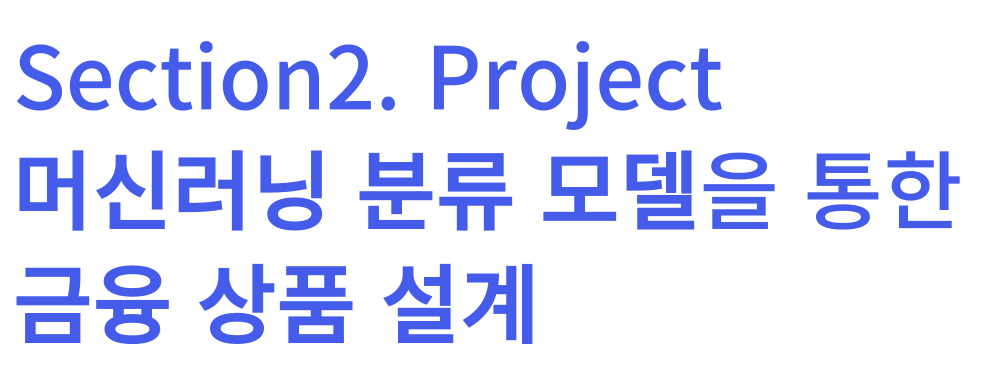 Section2. Project
머신러닝 분류 모델을 통한
금융 상품 설계